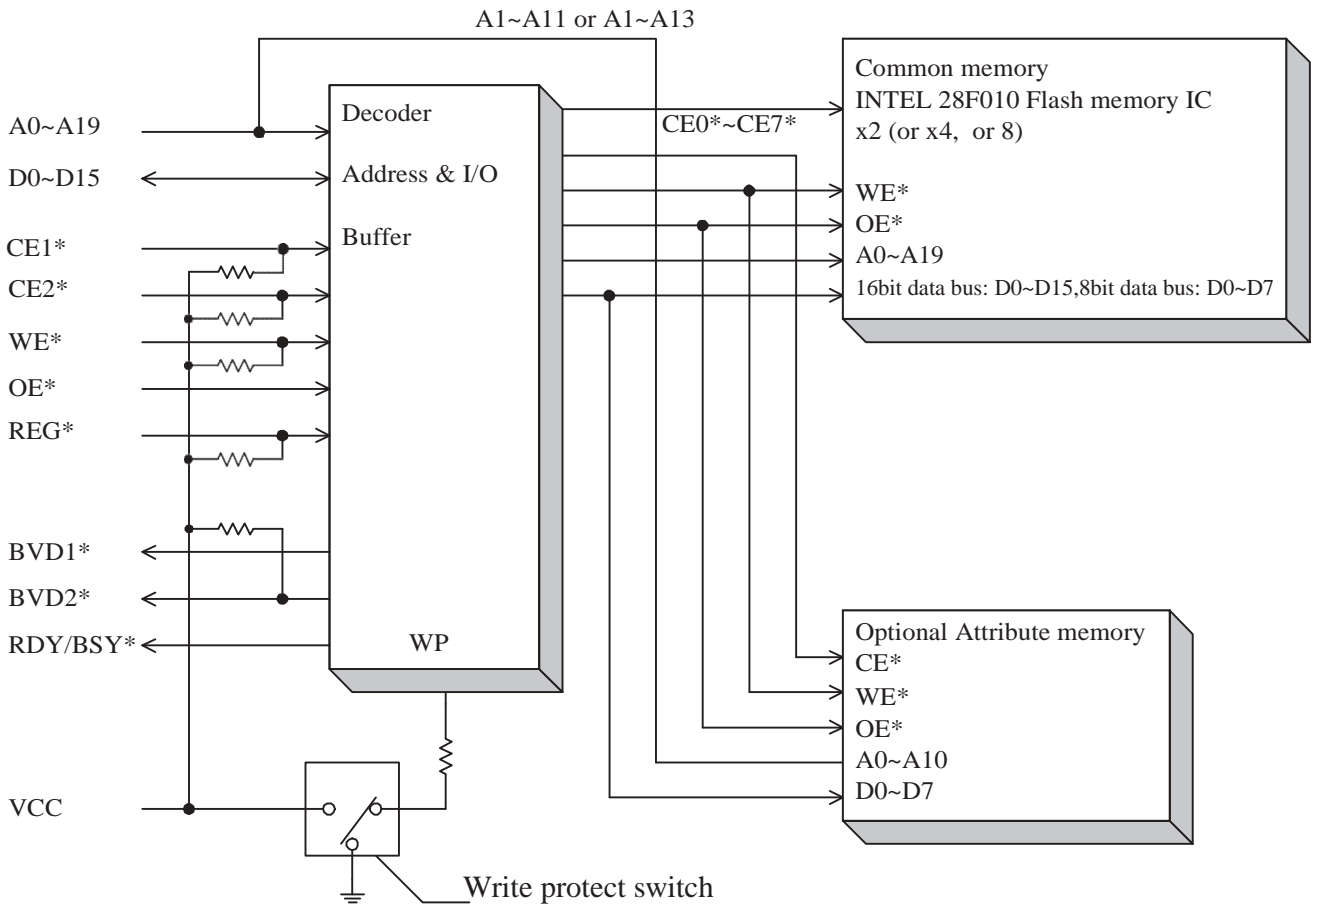 A1~A11 or A1~A13
A0~A19
D0~D15
CE1*
CE2*
WE*
OE*
REG*
BVD1*
BVD2*
RDY/BSY*
VCC
Decoder
Address & I/O
Buffer
WP
Write protect switch
CE0*~CE7*
Common memory
INTEL 28F010 Flash memory IC
x2 (or x4, or 8)
WE*
OE*
A0~A19
16bit data bus: D0~D15,8bit data bus: D0~D7
Optional Attribute memory
CE*
WE*
OE*
A0~A10
D0~D7